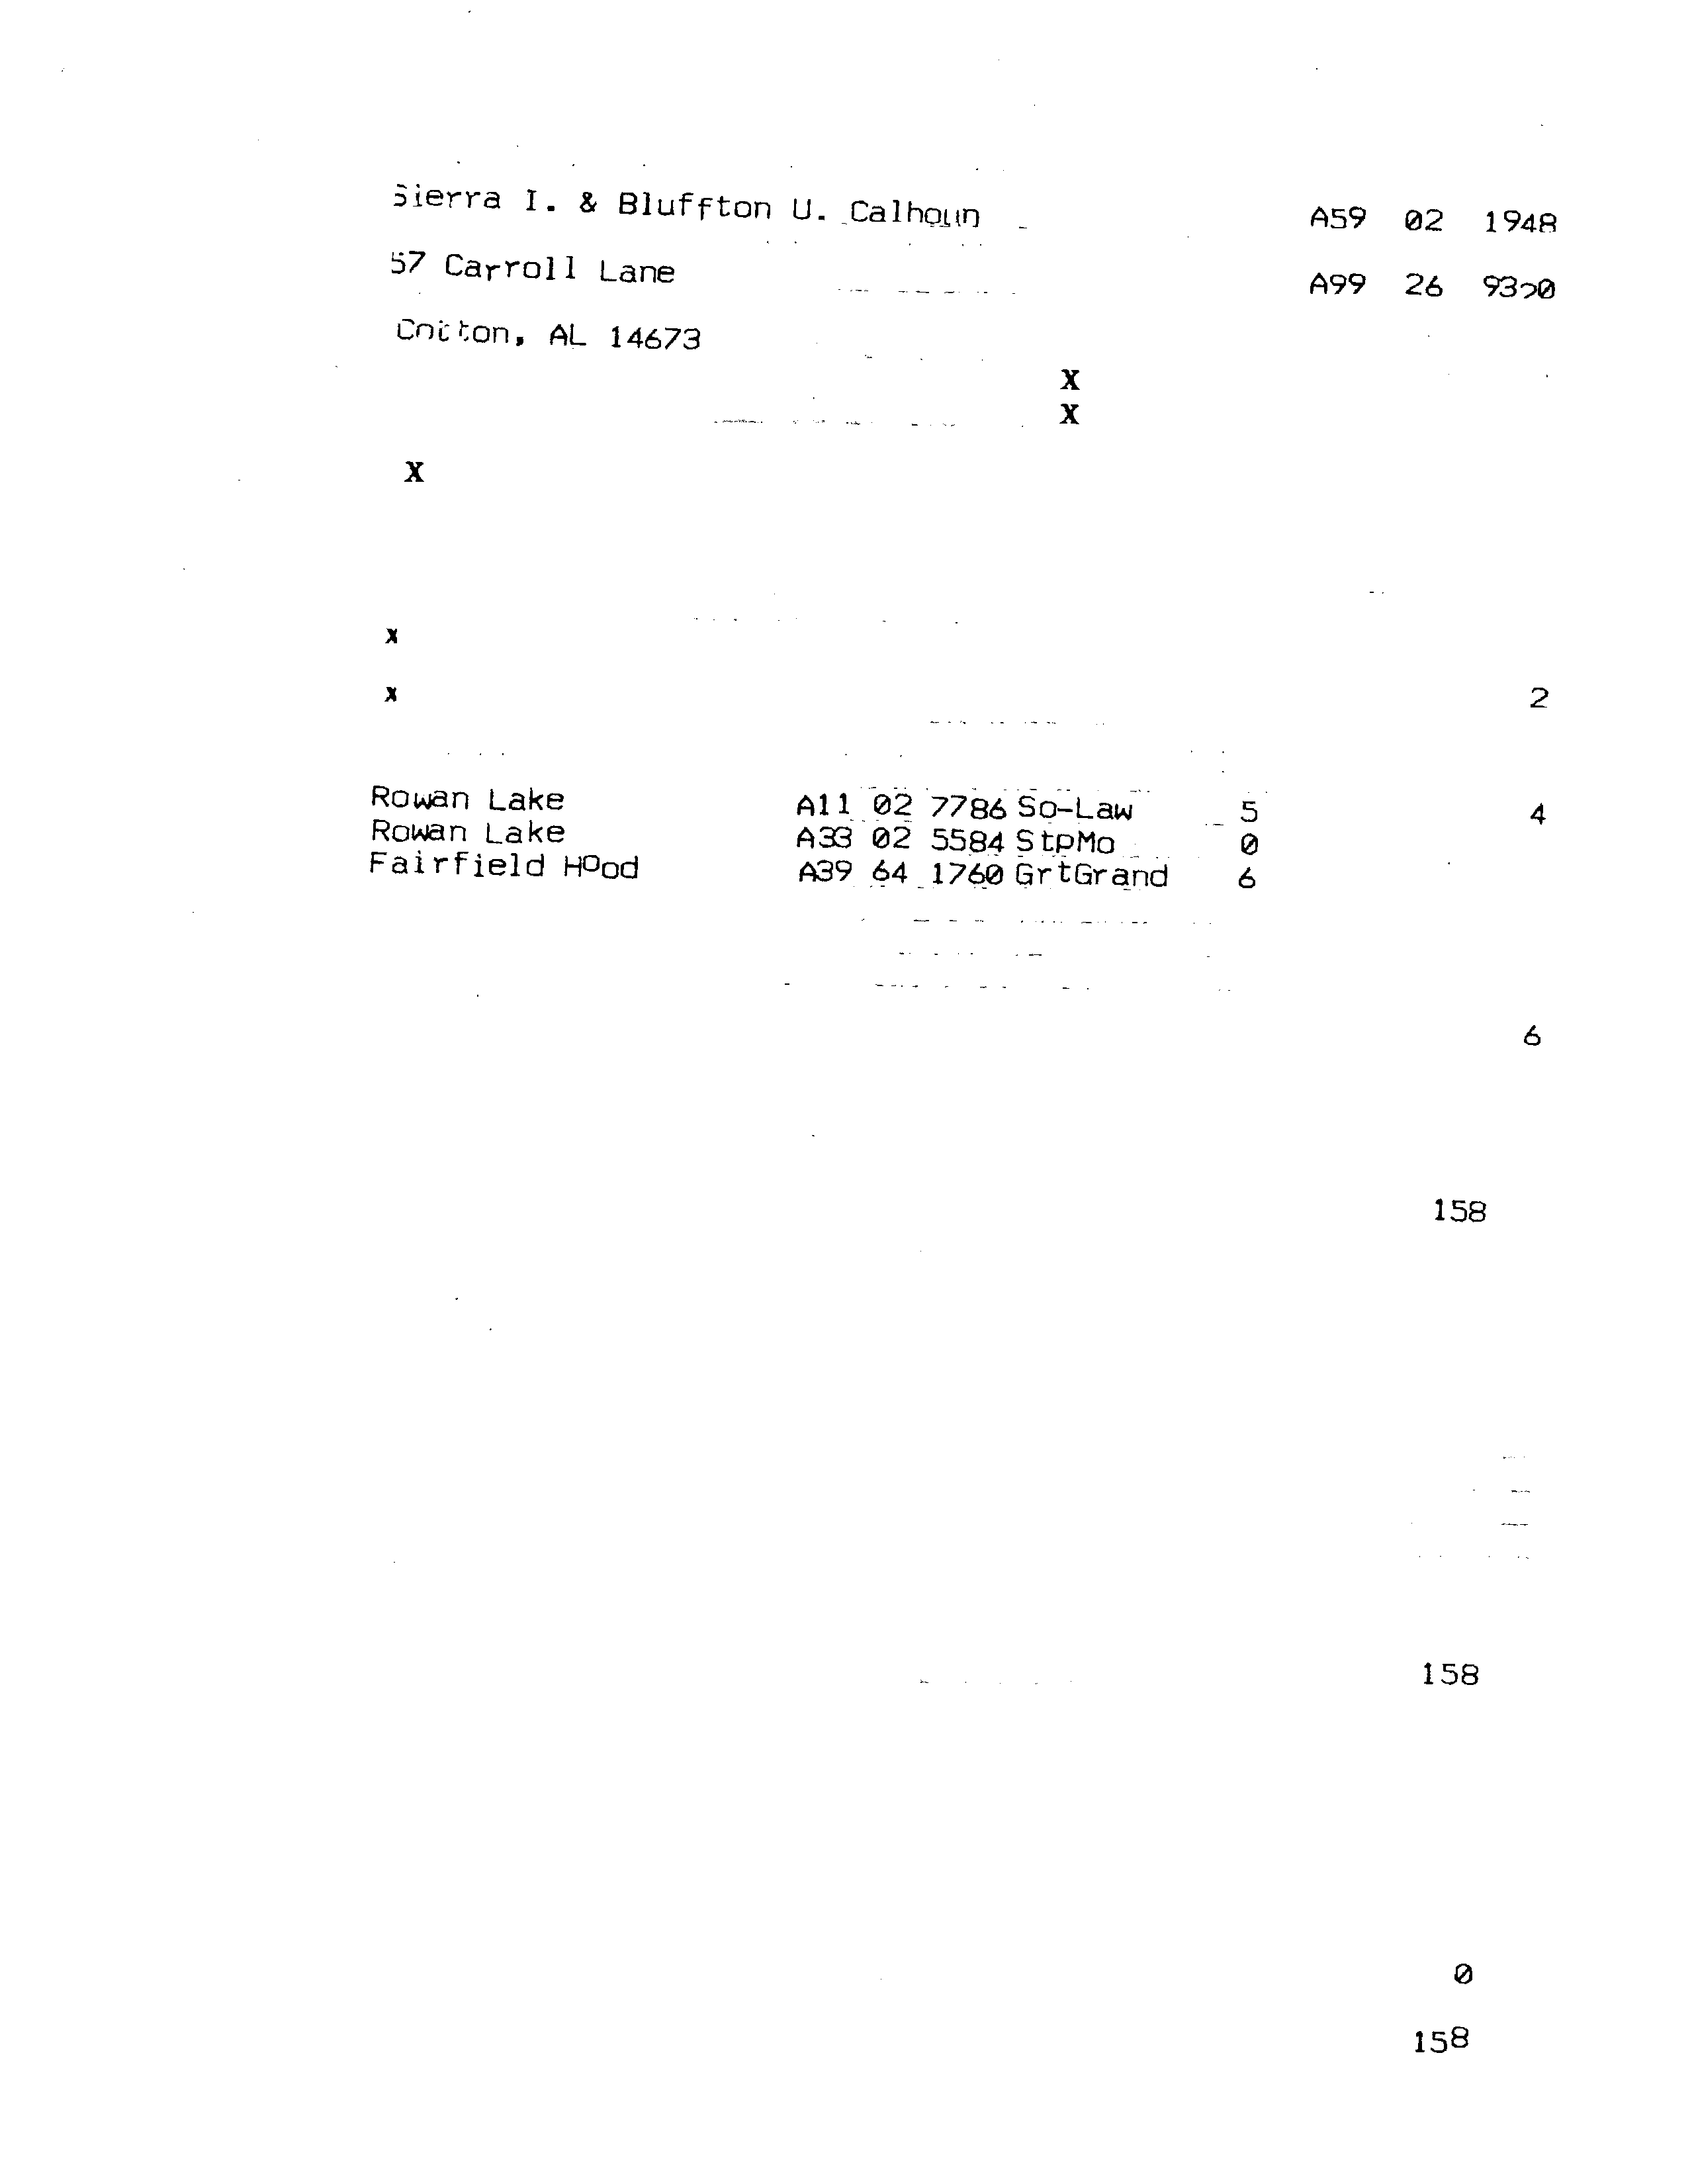 Sierra I. & Bluffton U. Calhoun A59 02 1948
57 Carroll Lane A99 26
AL 14673
X
X
X
X
X 2
Rowan Lake A11 02 7786 So-Law 5 4
Rowan Lake A33 02 5584 StpMo 0
Fairfield Hood A39 64 1760 GrtGrand 6
6
158
158
0
158